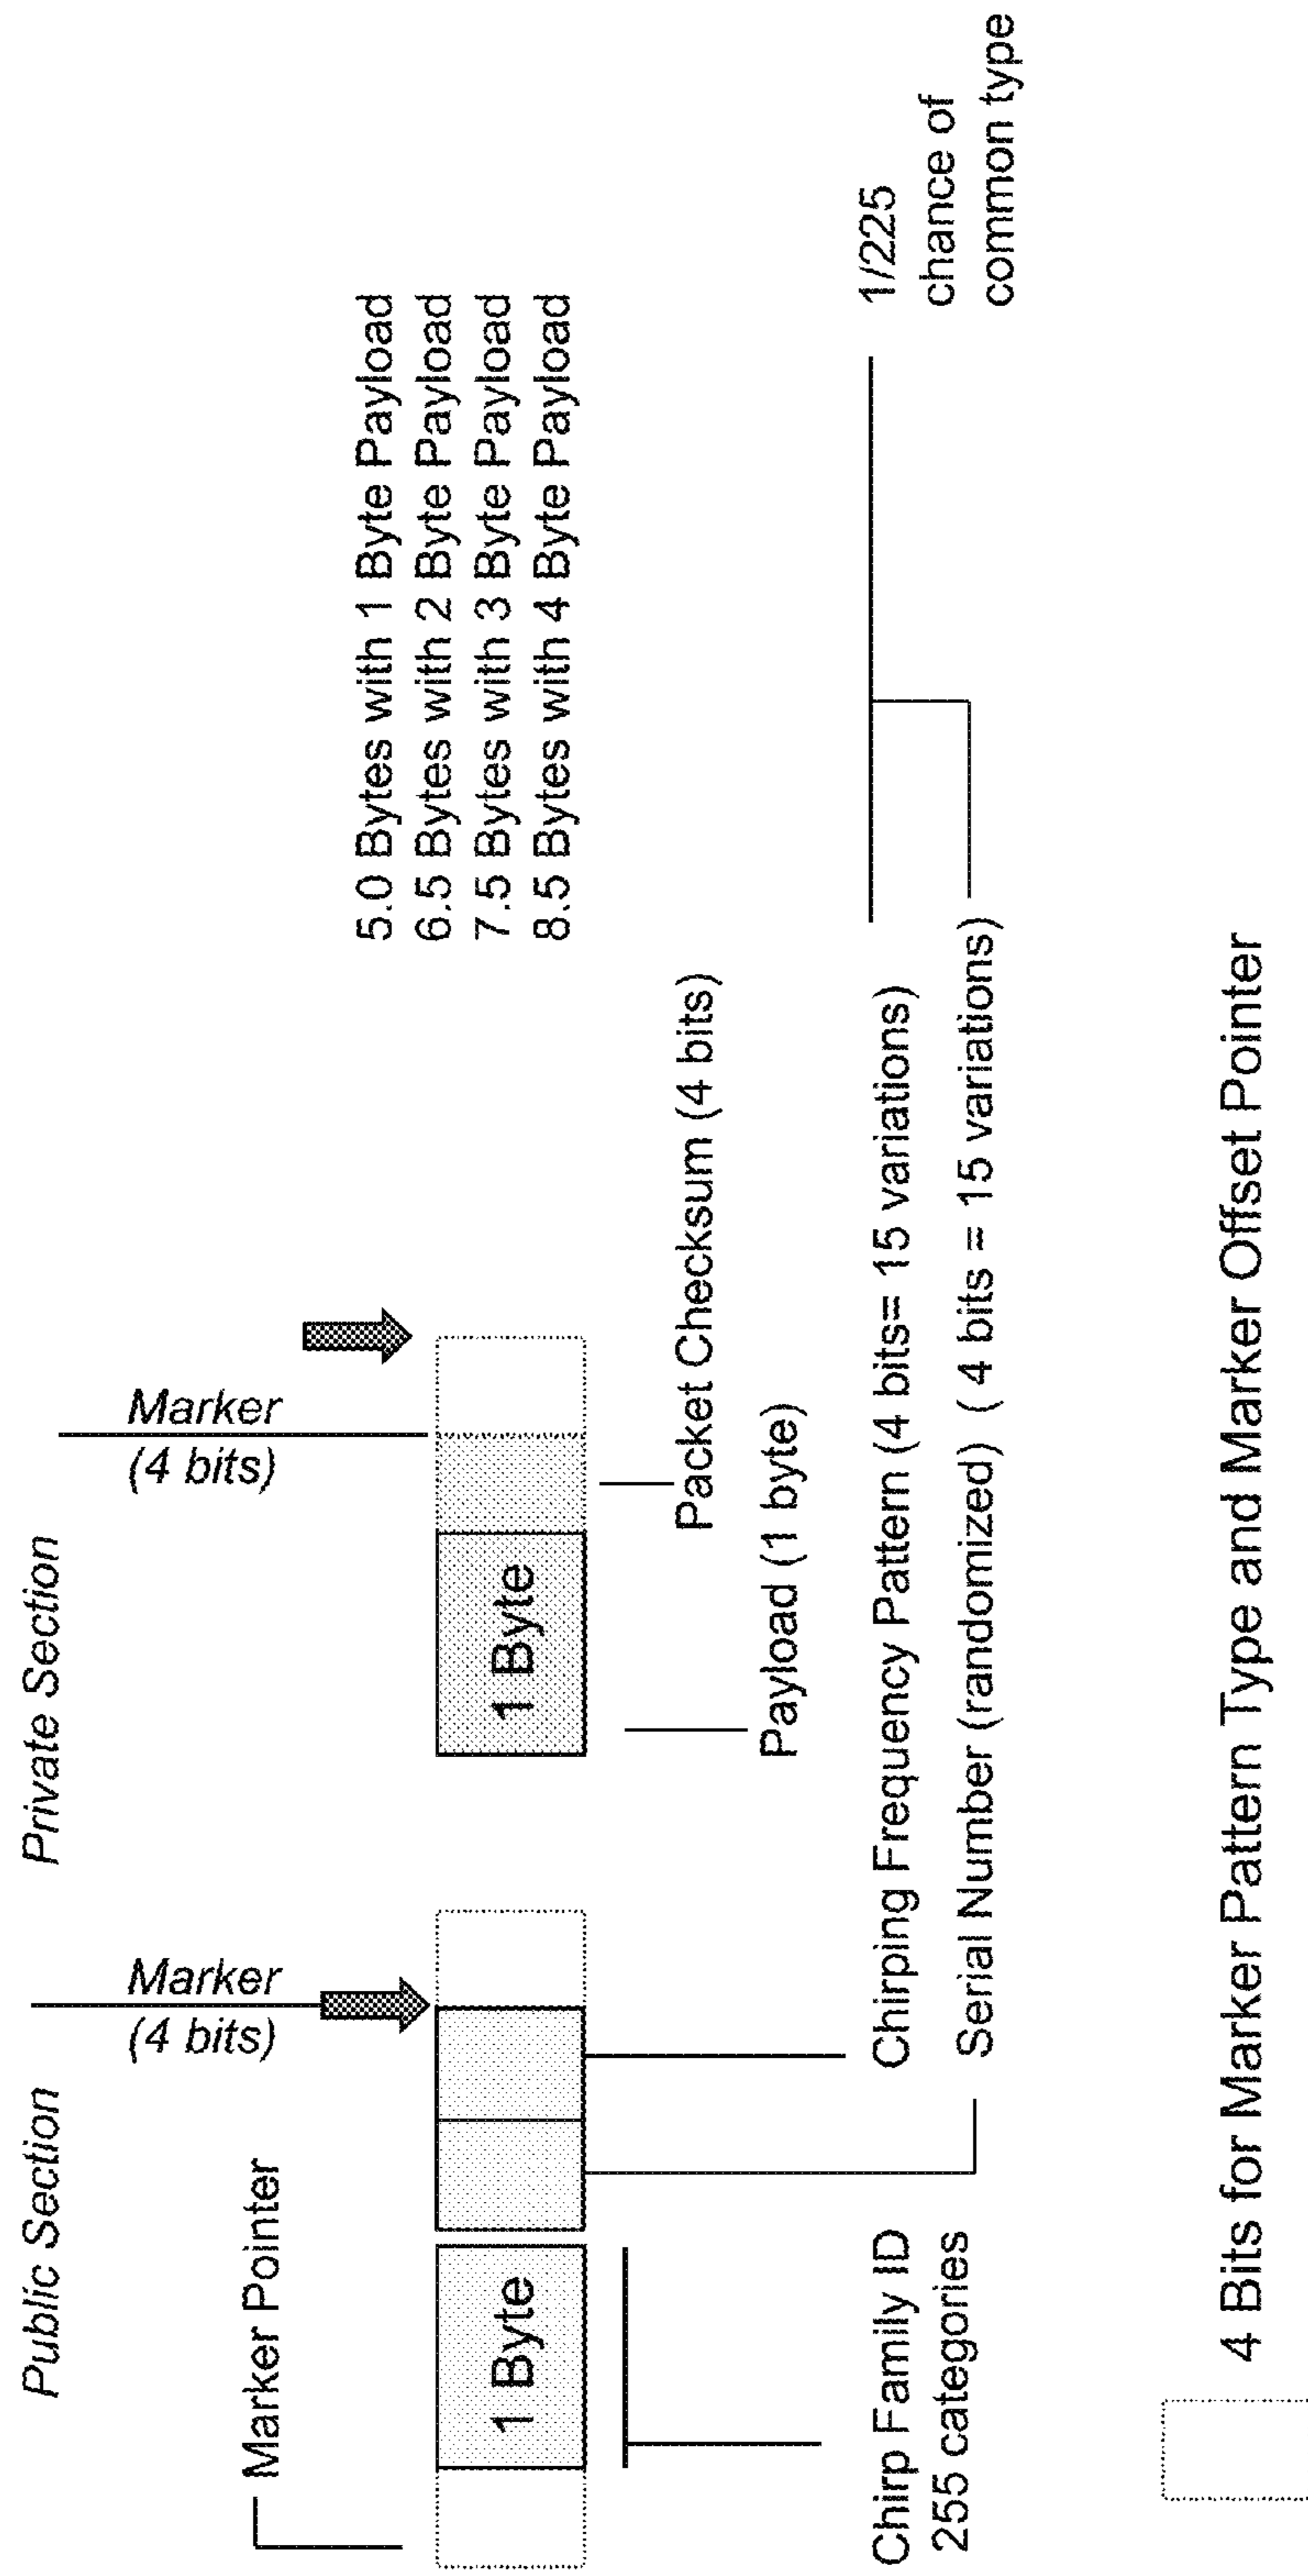 Public Section
Private Section
Marker Pointer
Marker
(4 bits)
Marker
(4 bits)
1 Byte
1 Byte
5.0 Bytes with 1 Byte Payload
6.5 Bytes with 2 Byte Payload
7.5 Bytes with 3 Byte Payload
8.5 Bytes with 4 Byte Payload
Packet Checksum (4 bits)
Payload (1 byte)
Chirp Family ID
255 categories
Chirping Frequency Pattern (4 bits= 15 variations)
Serial Number (randomized) ( 4 bits = 15 variations)
1/225
chance of
common type
4 Bits for Marker Pattern Type and Marker Offset Pointer